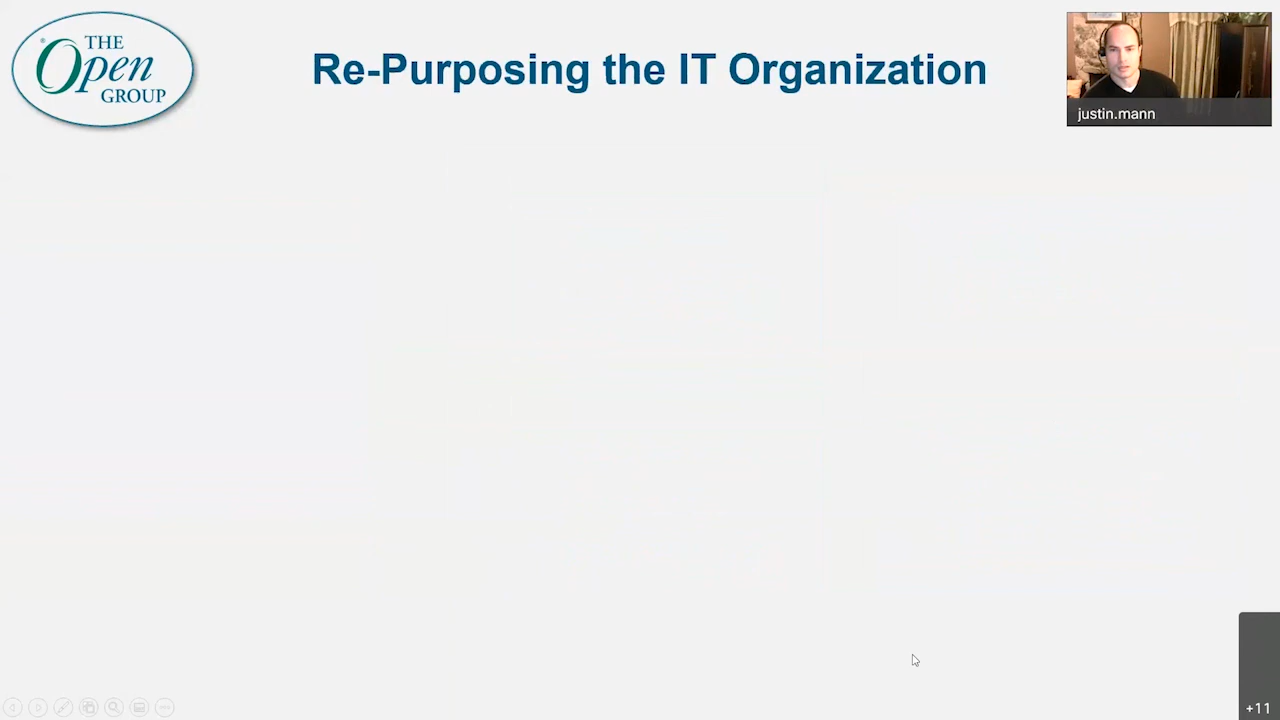 THE
Open
GROUP
Re-Purposing the IT Organization
justin.mann
+11